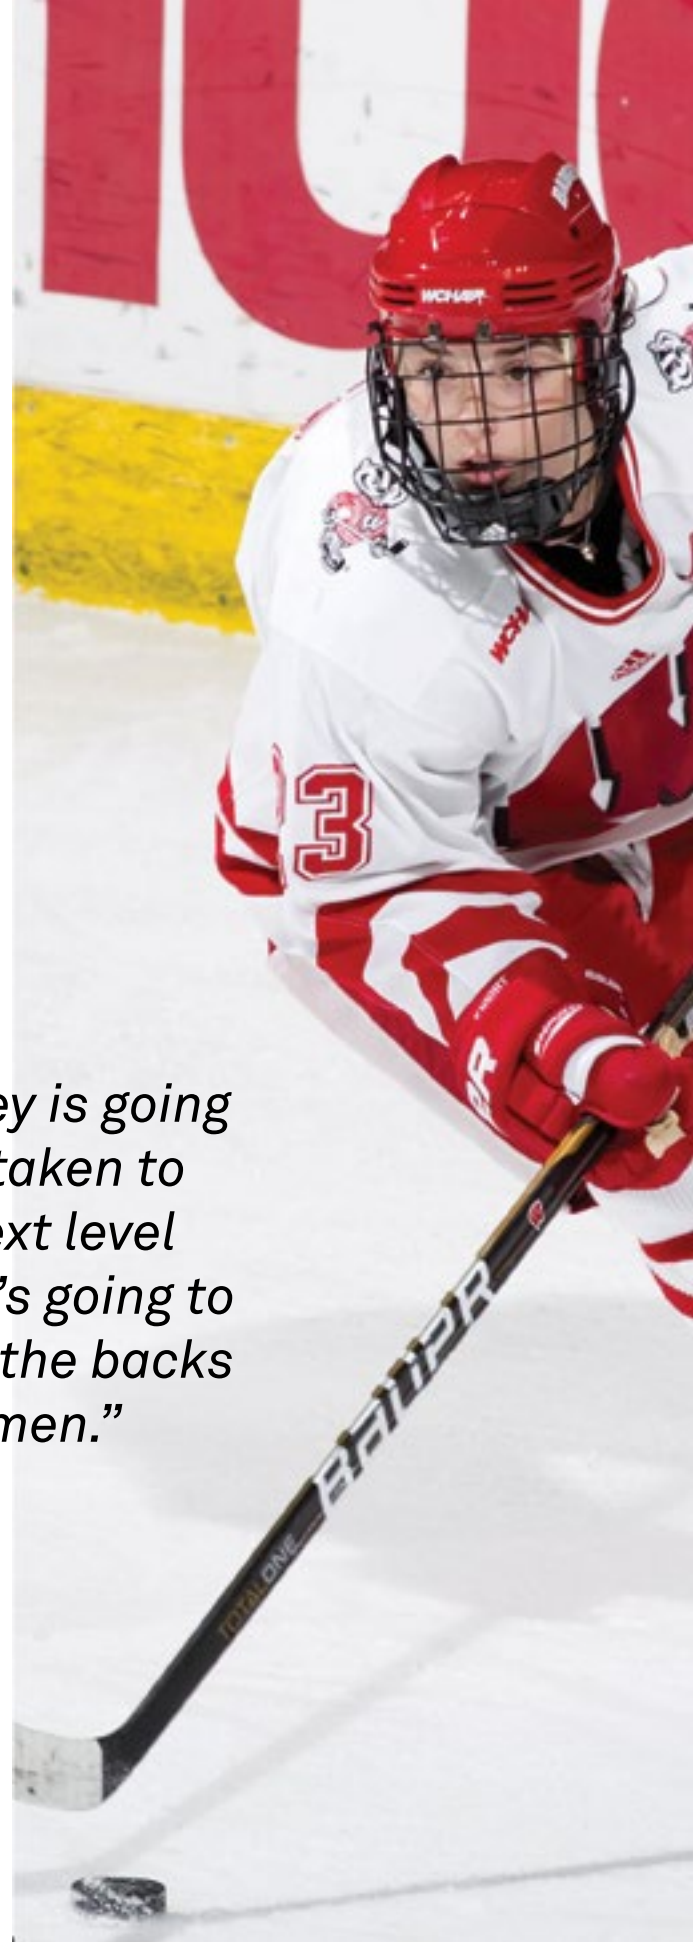 WCHA
WCHA
3
ey is going
taken to
ext level
’s going to
the backs
men.”
BAUER
TOTALONE